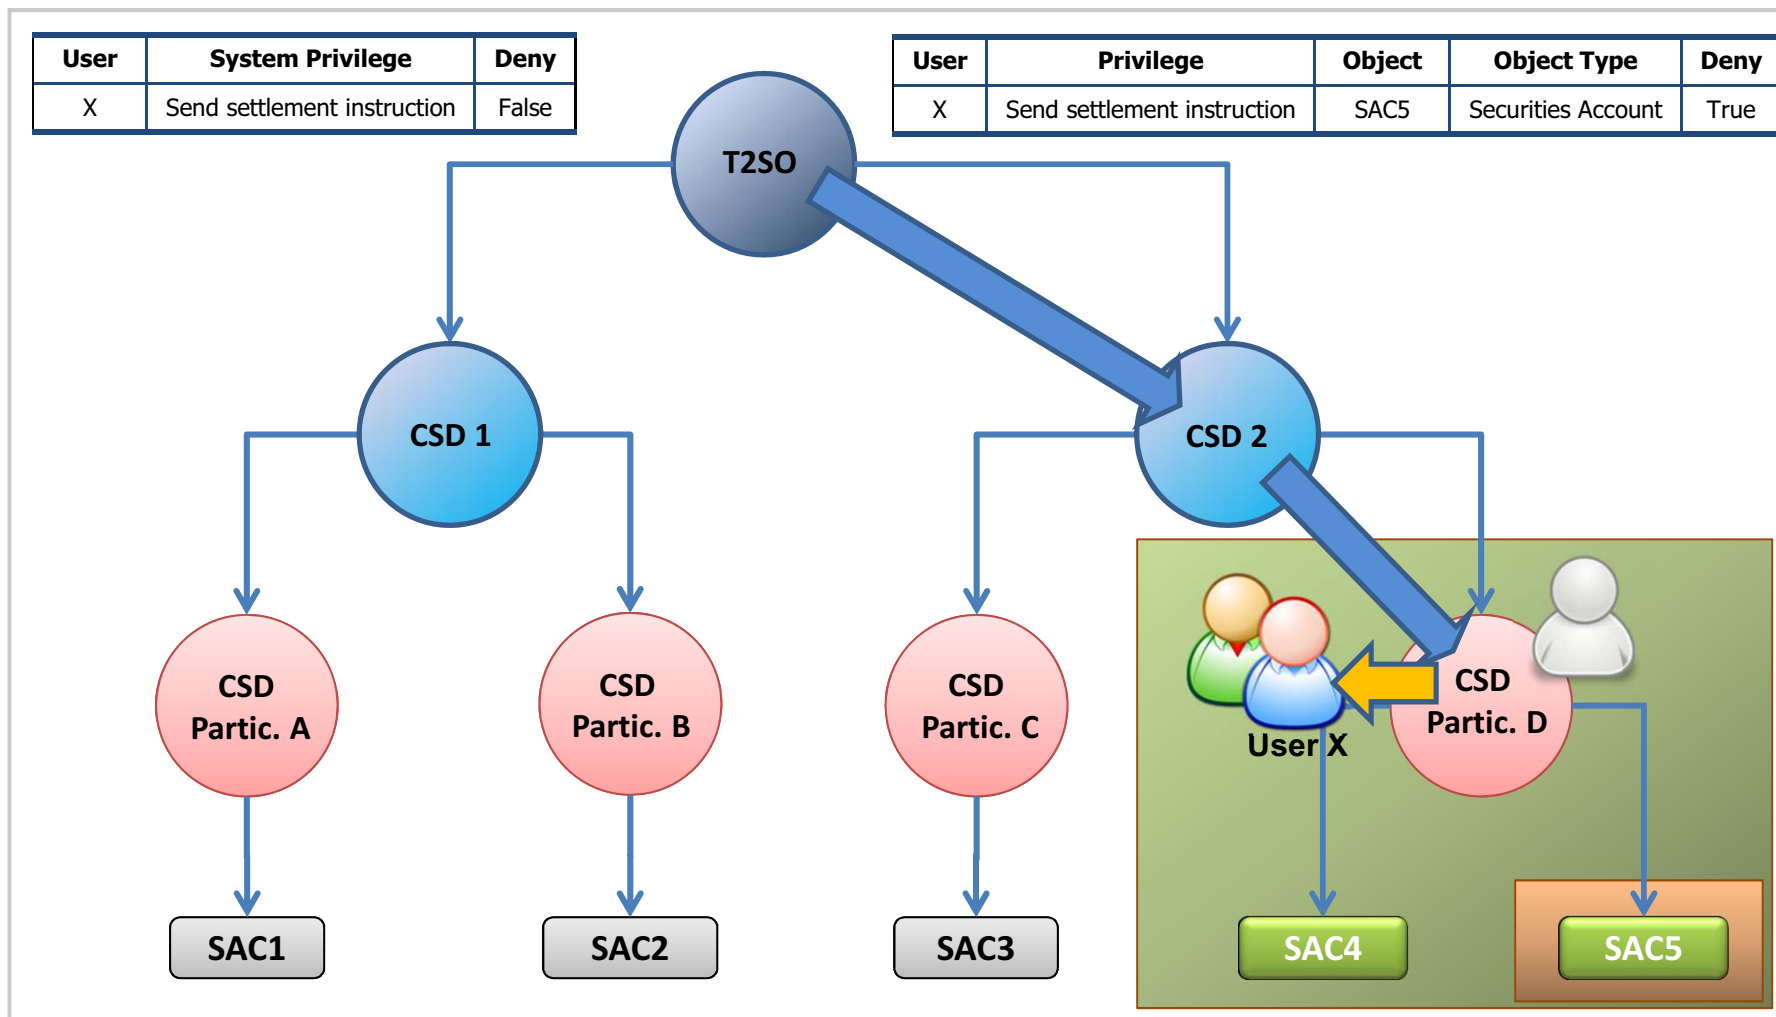 User System Privilege Deny
X Send settlement instruction False
User Privilege Object Object Type Deny
X Send settlement instruction SAC5 Securities Account True
T2SO
CSD 1
CSD 2
CSD
Partic. A
CSD
Partic. B
CSD
Partic. C
CSD
Partic. D
User X
SAC1
SAC2
SAC3
SAC4
SAC5